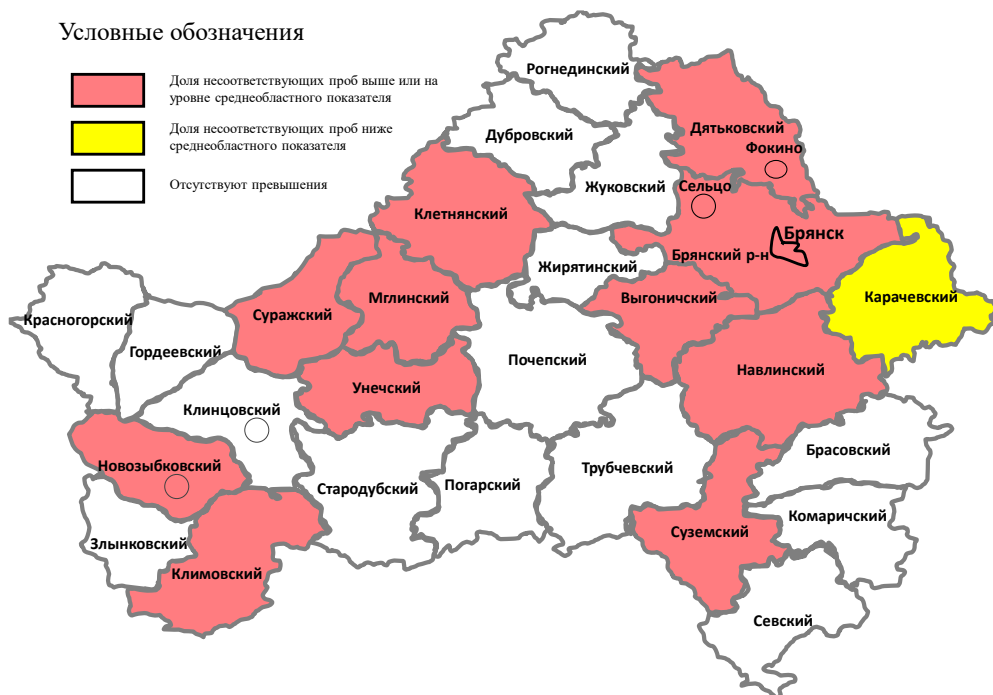 Условные обозначения
Доля несоответствующих проб выше или на
уровне среднеобластного показателя
Доля несоответствующих проб ниже
среднеобластного показателя
Отсутствуют превышения
Рогнединский
Дятьковский
Фокино
Дубровский
Жуковский
Сельцо
Клетнянский
Брянск
Брянский р-н
Жирятинский
Выгоничский
Карачевский
Мглинский
Суражский
Красногорский
Гордеевский
Почепский
Навлинский
Унечский
Клинцовский
Новозыбковский
Стародубский
Погарский
Трубчевский
Брасовский
Комаричский
Суземский
Злынковский
Климовский
Севский